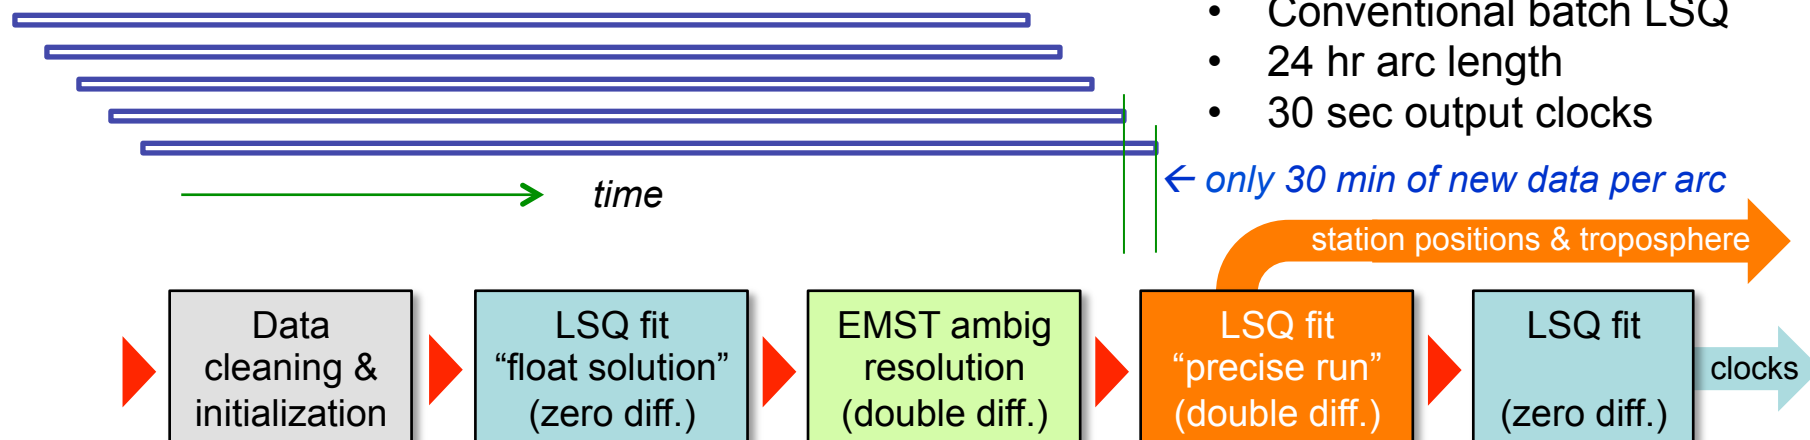 • Conventional batch LSQ
• 24 hr arc length
• 30 sec output clocks
← only 30 min of new data per arc
time
station positions & troposphere
Data
cleaning &
initialization
LSQ fit
“float solution”
(zero diff.)
EMST ambig
resolution
(double diff.)
LSQ fit
“precise run”
(double diff.)
LSQ fit
(zero diff.)
clocks